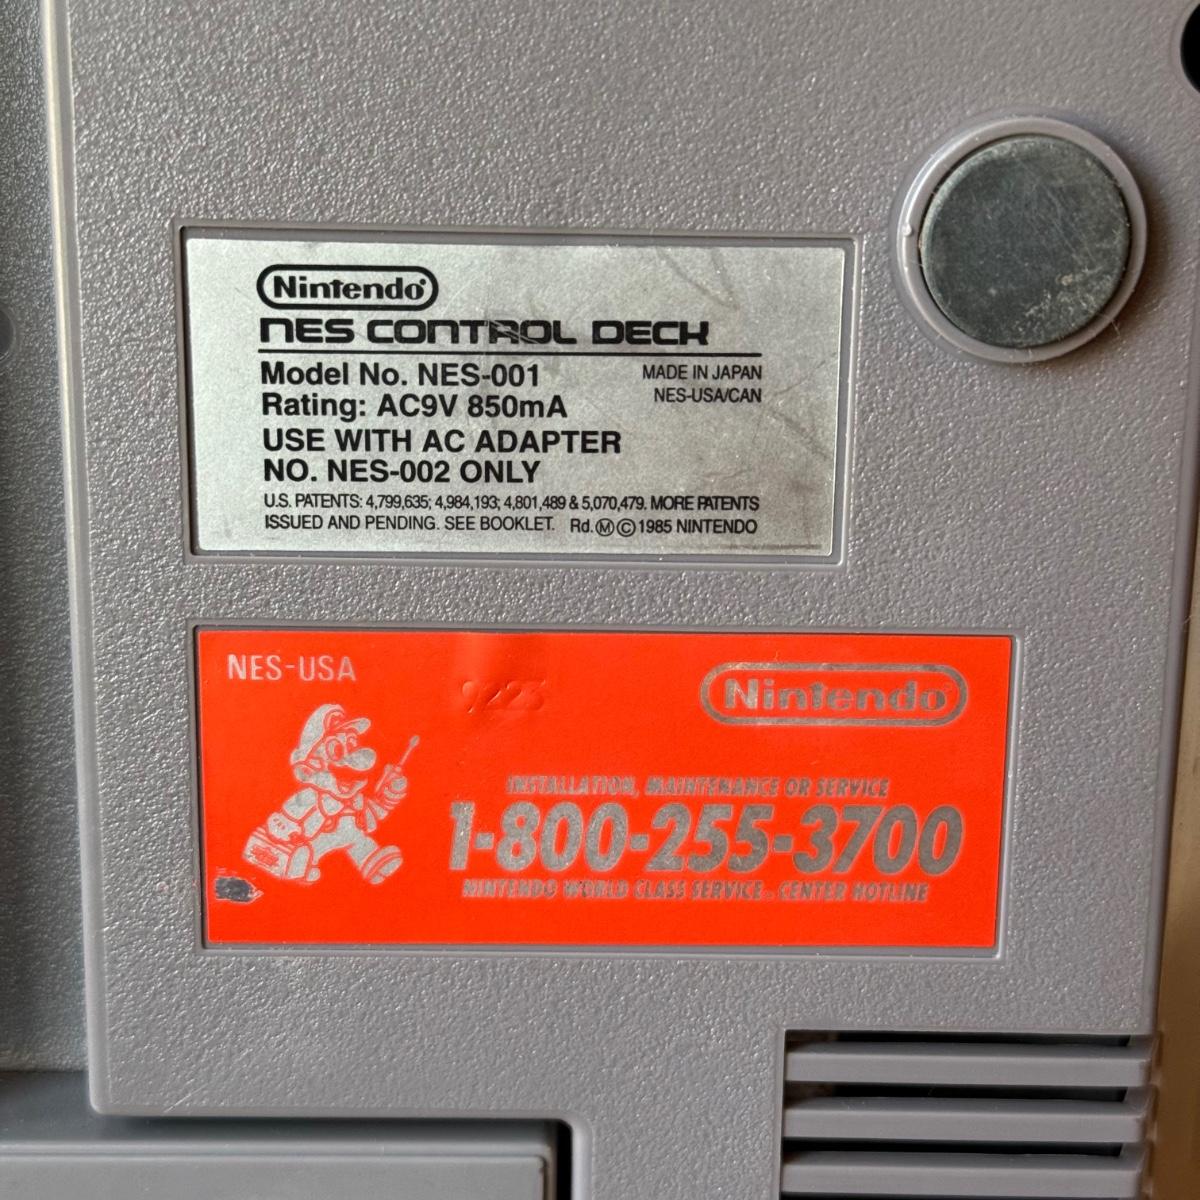 Nintendo®
NES CONTROL DECK
Model No. NES-001
MADE IN JAPAN
Rating: AC9V 850mA
NES-USA/CAN
USE WITH AC ADAPTER
NO. NES-002 ONLY
U.S. PATENTS: 4,799,635; 4,984,193; 4,801,489 & 5,070,479. MORE PATENTS
ISSUED AND PENDING. SEE BOOKLET. Rd.ⓂⒸ1985 NINTENDO
NES-USA
9223
Nintendo®
INSTALLATION, MAINTENANCE OR SERVICE
1-800-255-3700
NINTENDO WORLD CLASS SERVICE℠ CENTER HOTLINE